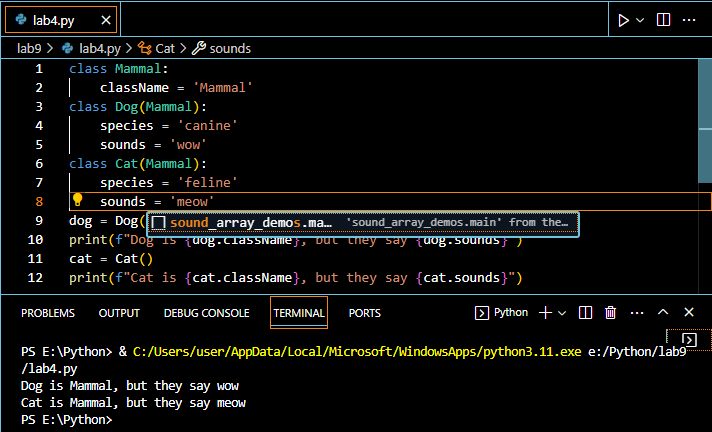 lab4.py
lab9 > lab4.py > Cat > sounds
1 class Mammal:
2     className = 'Mammal'
3 class Dog(Mammal):
4     species = 'canine'
5     sounds = 'wow'
6 class Cat(Mammal):
7     species = 'feline'
8     sounds = 'meow'
9 dog = Dog(
sound_array_demos.ma... 'sound_array_demos.main' from the...
10 print(f"Dog is {dog.className}, but they say {dog.sounds}")
11 cat = Cat()
12 print(f"Cat is {cat.className}, but they say {cat.sounds}")
PROBLEMS OUTPUT DEBUG CONSOLE TERMINAL PORTS Python
PS E:\Python> & C:/Users/user/AppData/Local/Microsoft/WindowsApps/python3.11.exe e:/Python/lab9
/lab4.py
Dog is Mammal, but they say wow
Cat is Mammal, but they say meow
PS E:\Python>